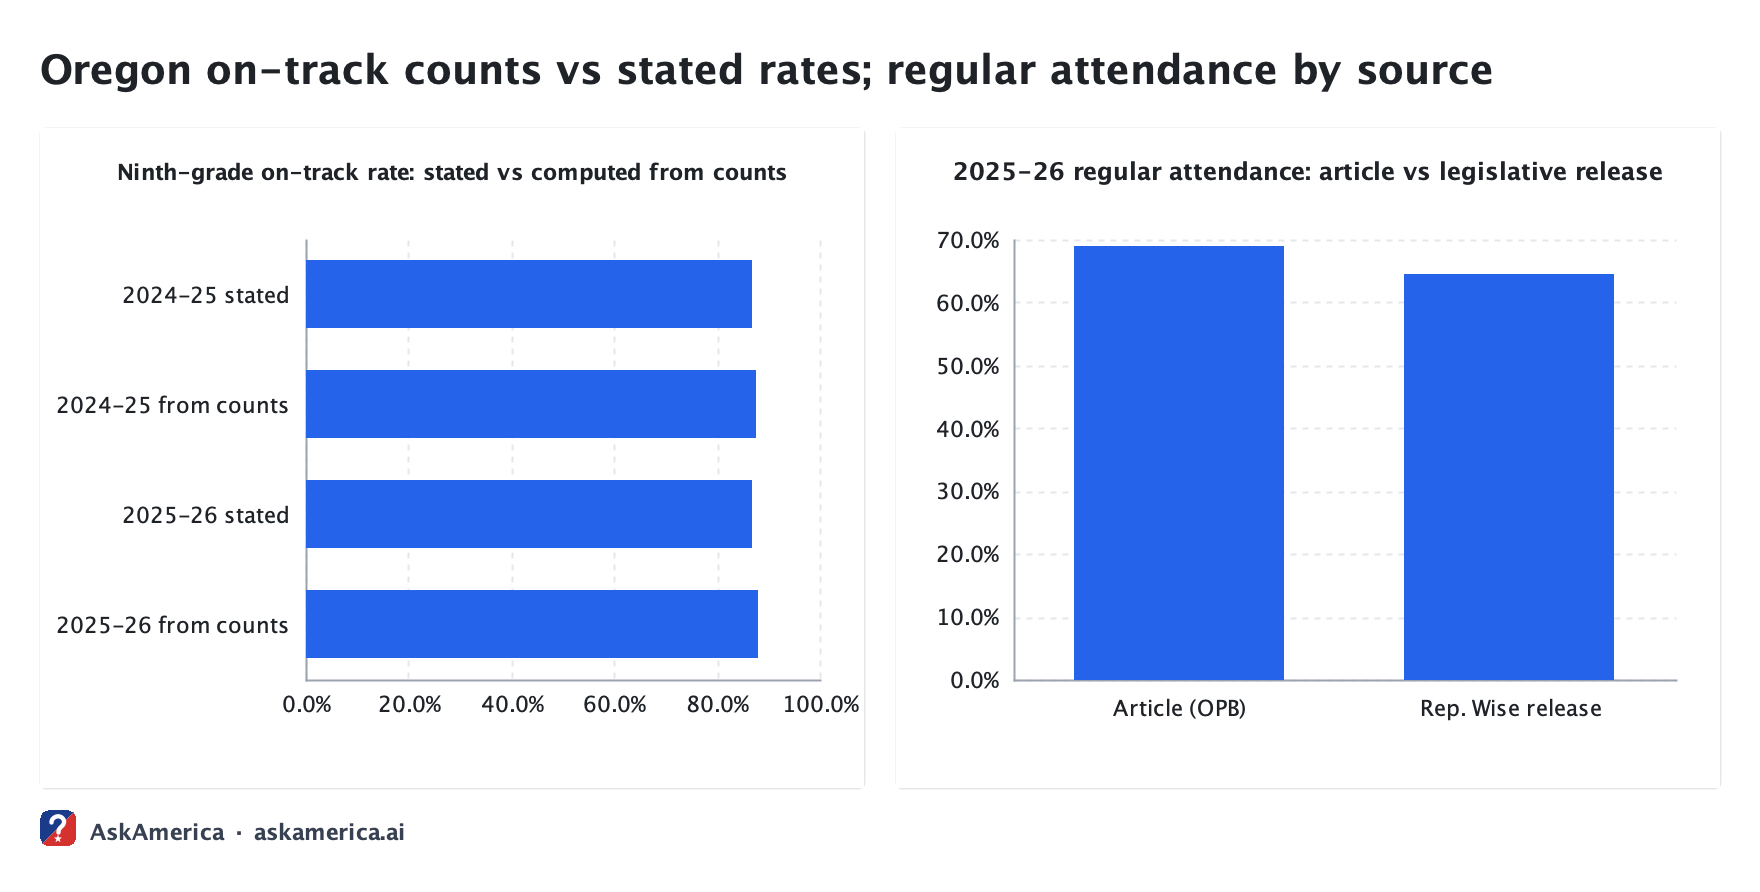 Oregon on-track counts vs stated rates; regular attendance by source
Ninth-grade on-track rate: stated vs computed from counts
2024-25 stated
2024-25 from counts
2025-26 stated
2025-26 from counts
0.0% 20.0% 40.0% 60.0% 80.0% 100.0%
2025-26 regular attendance: article vs legislative release
70.0%
60.0%
50.0%
40.0%
30.0%
20.0%
10.0%
0.0%
Article (OPB) Rep. Wise release
AskAmerica · askamerica.ai